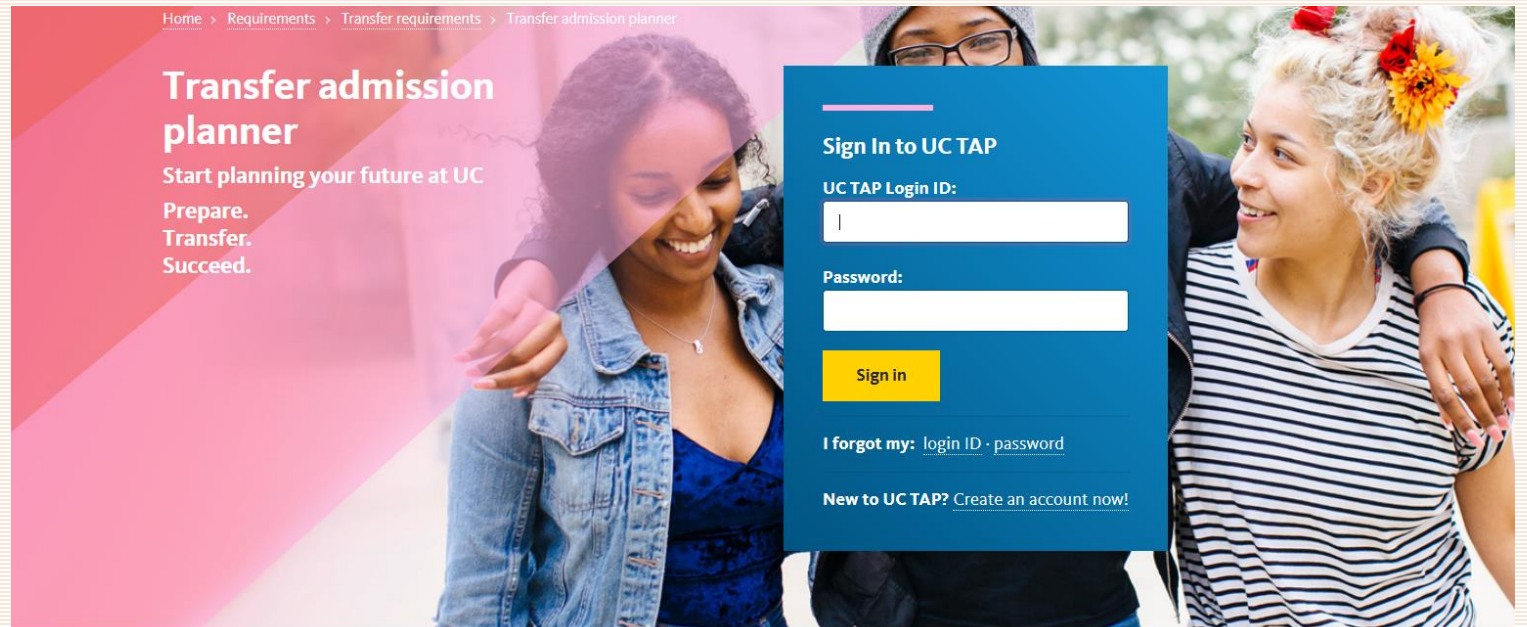 Home > Requirements > Transfer requirements > Transfer admission planner
Transfer admission
planner
Start planning your future at UC
Prepare.
Transfer.
Succeed.
Sign In to UC TAP
UC TAP Login ID:
Password:
Sign in
I forgot my: login ID · password
New to UC TAP? Create an account now!